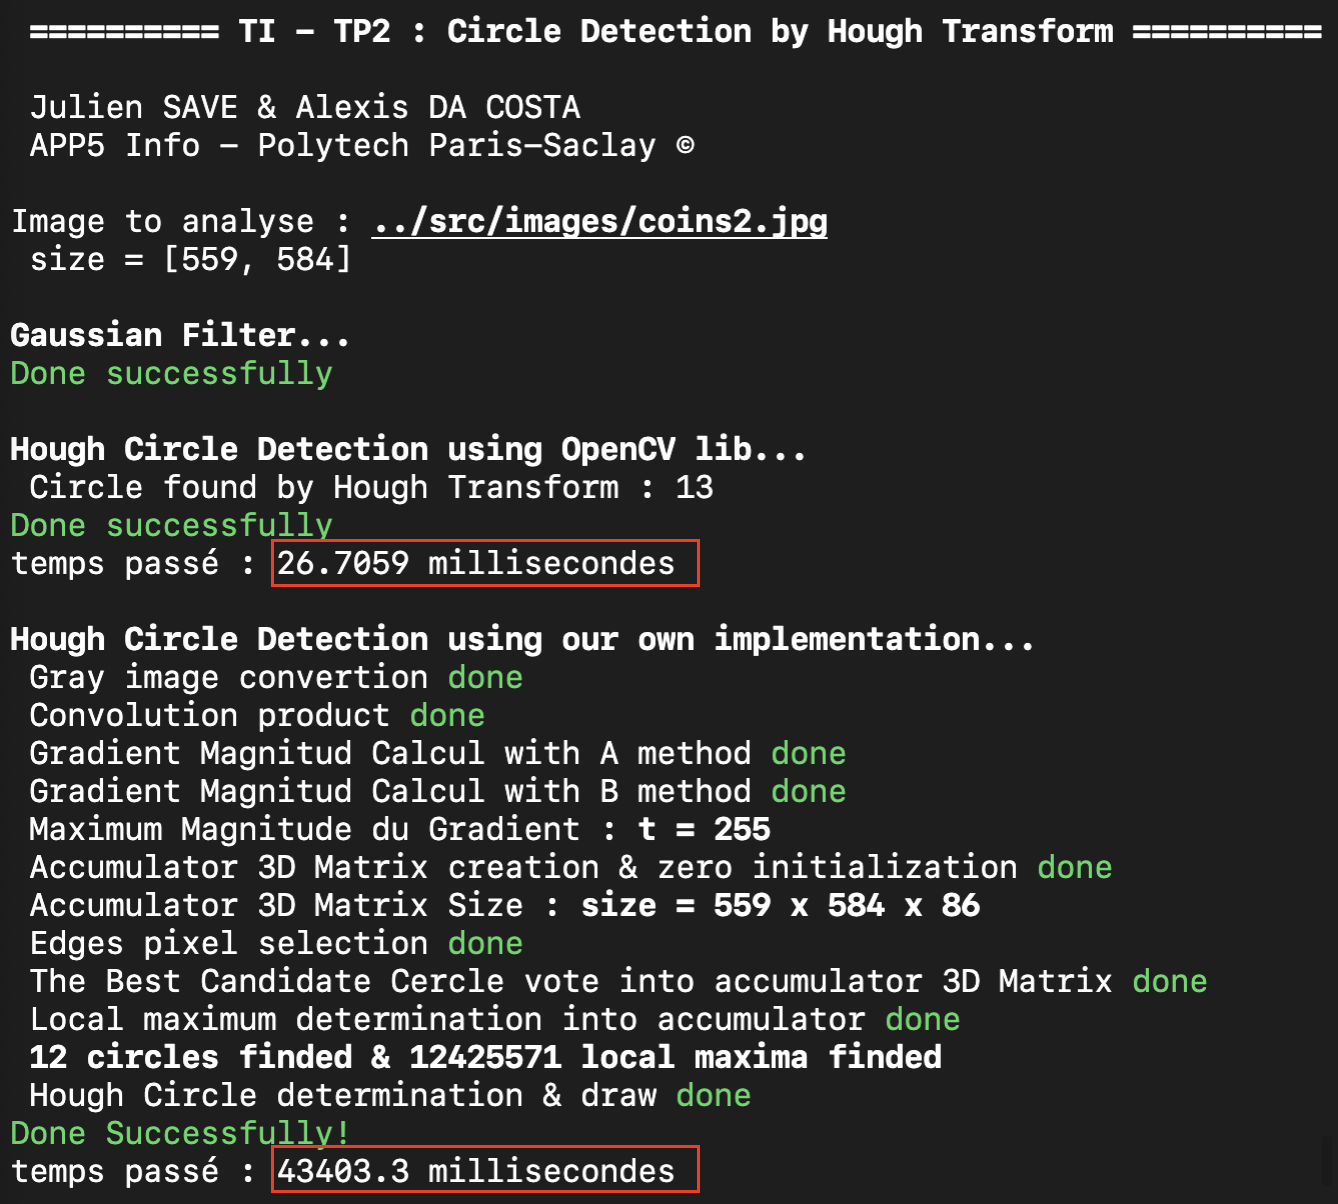 ========== TI - TP2 : Circle Detection by Hough Transform ==========
Julien SAVE & Alexis DA COSTA
APP5 Info - Polytech Paris-Saclay ©
Image to analyse : ../src/images/coins2.jpg
size = [559, 584]
Gaussian Filter...
Done successfully
Hough Circle Detection using OpenCV lib...
Circle found by Hough Transform : 13
Done successfully
temps passé : 26.7059 millisecondes
Hough Circle Detection using our own implementation...
Gray image convertion done
Convolution product done
Gradient Magnitud Calcul with A method done
Gradient Magnitud Calcul with B method done
Maximum Magnitude du Gradient : t = 255
Accumulator 3D Matrix creation & zero initialization done
Accumulator 3D Matrix Size : size = 559 x 584 x 86
Edges pixel selection done
The Best Candidate Cercle vote into accumulator 3D Matrix done
Local maximum determination into accumulator done
12 circles finded & 12425571 local maxima finded
Hough Circle determination & draw done
Done Successfully!
temps passé : 43403.3 millisecondes